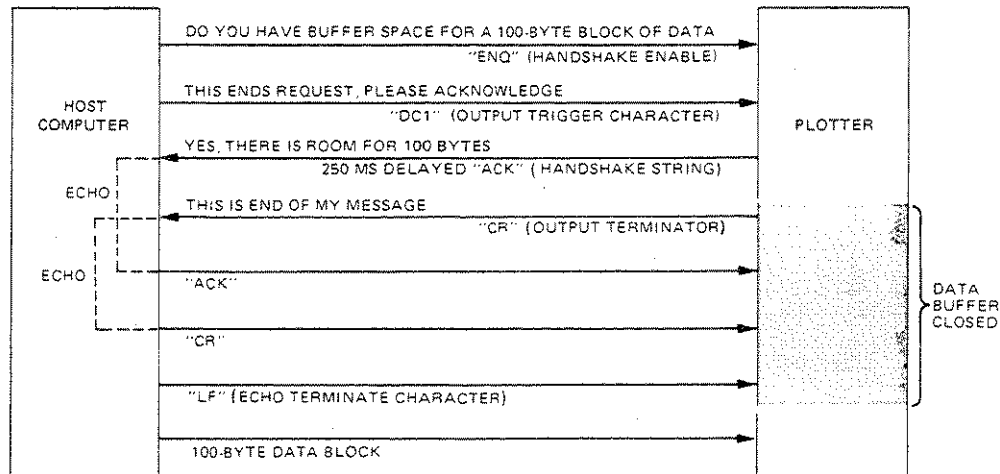 DO YOU HAVE BUFFER SPACE FOR A 100-BYTE BLOCK OF DATA
"ENQ" (HANDSHAKE ENABLE)
THIS ENDS REQUEST, PLEASE ACKNOWLEDGE
"DC1" (OUTPUT TRIGGER CHARACTER)
HOST
COMPUTER
PLOTTER
YES, THERE IS ROOM FOR 100 BYTES
250 MS DELAYED "ACK" (HANDSHAKE STRING)
ECHO
THIS IS END OF MY MESSAGE
"CR" (OUTPUT TERMINATOR)
ECHO
"ACK"
DATA
BUFFER
CLOSED
"CR"
"LF" (ECHO TERMINATE CHARACTER)
100-BYTE DATA BLOCK